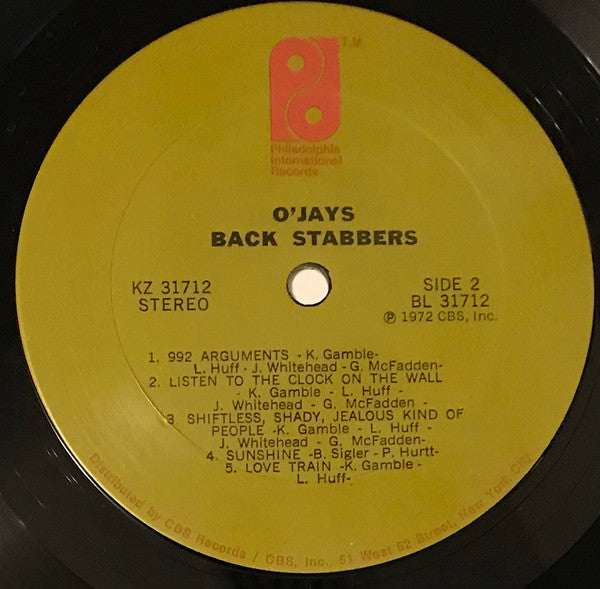 T.M.
Philadelphia
International
Records
O'JAYS
BACK STABBERS
KZ 31712
STEREO
SIDE 2
BL 31712
℗ 1972 CBS, Inc.
1. 992 ARGUMENTS -K. Gamble-
L. Huff - J. Whitehead - G. McFadden-
2. LISTEN TO THE CLOCK ON THE WALL
- K. Gamble - L. Huff -
J. Whitehead - G. McFadden -
3. SHIFTLESS, SHADY, JEALOUS KIND OF
PEOPLE -K. Gamble - L. Huff -
J. Whitehead - G. McFadden-
4. SUNSHINE -B. Sigler - P. Hurtt-
5. LOVE TRAIN -K. Gamble -
L. Huff-
Distributed by CBS Records / CBS, Inc., 51 West 52 Street, New York City